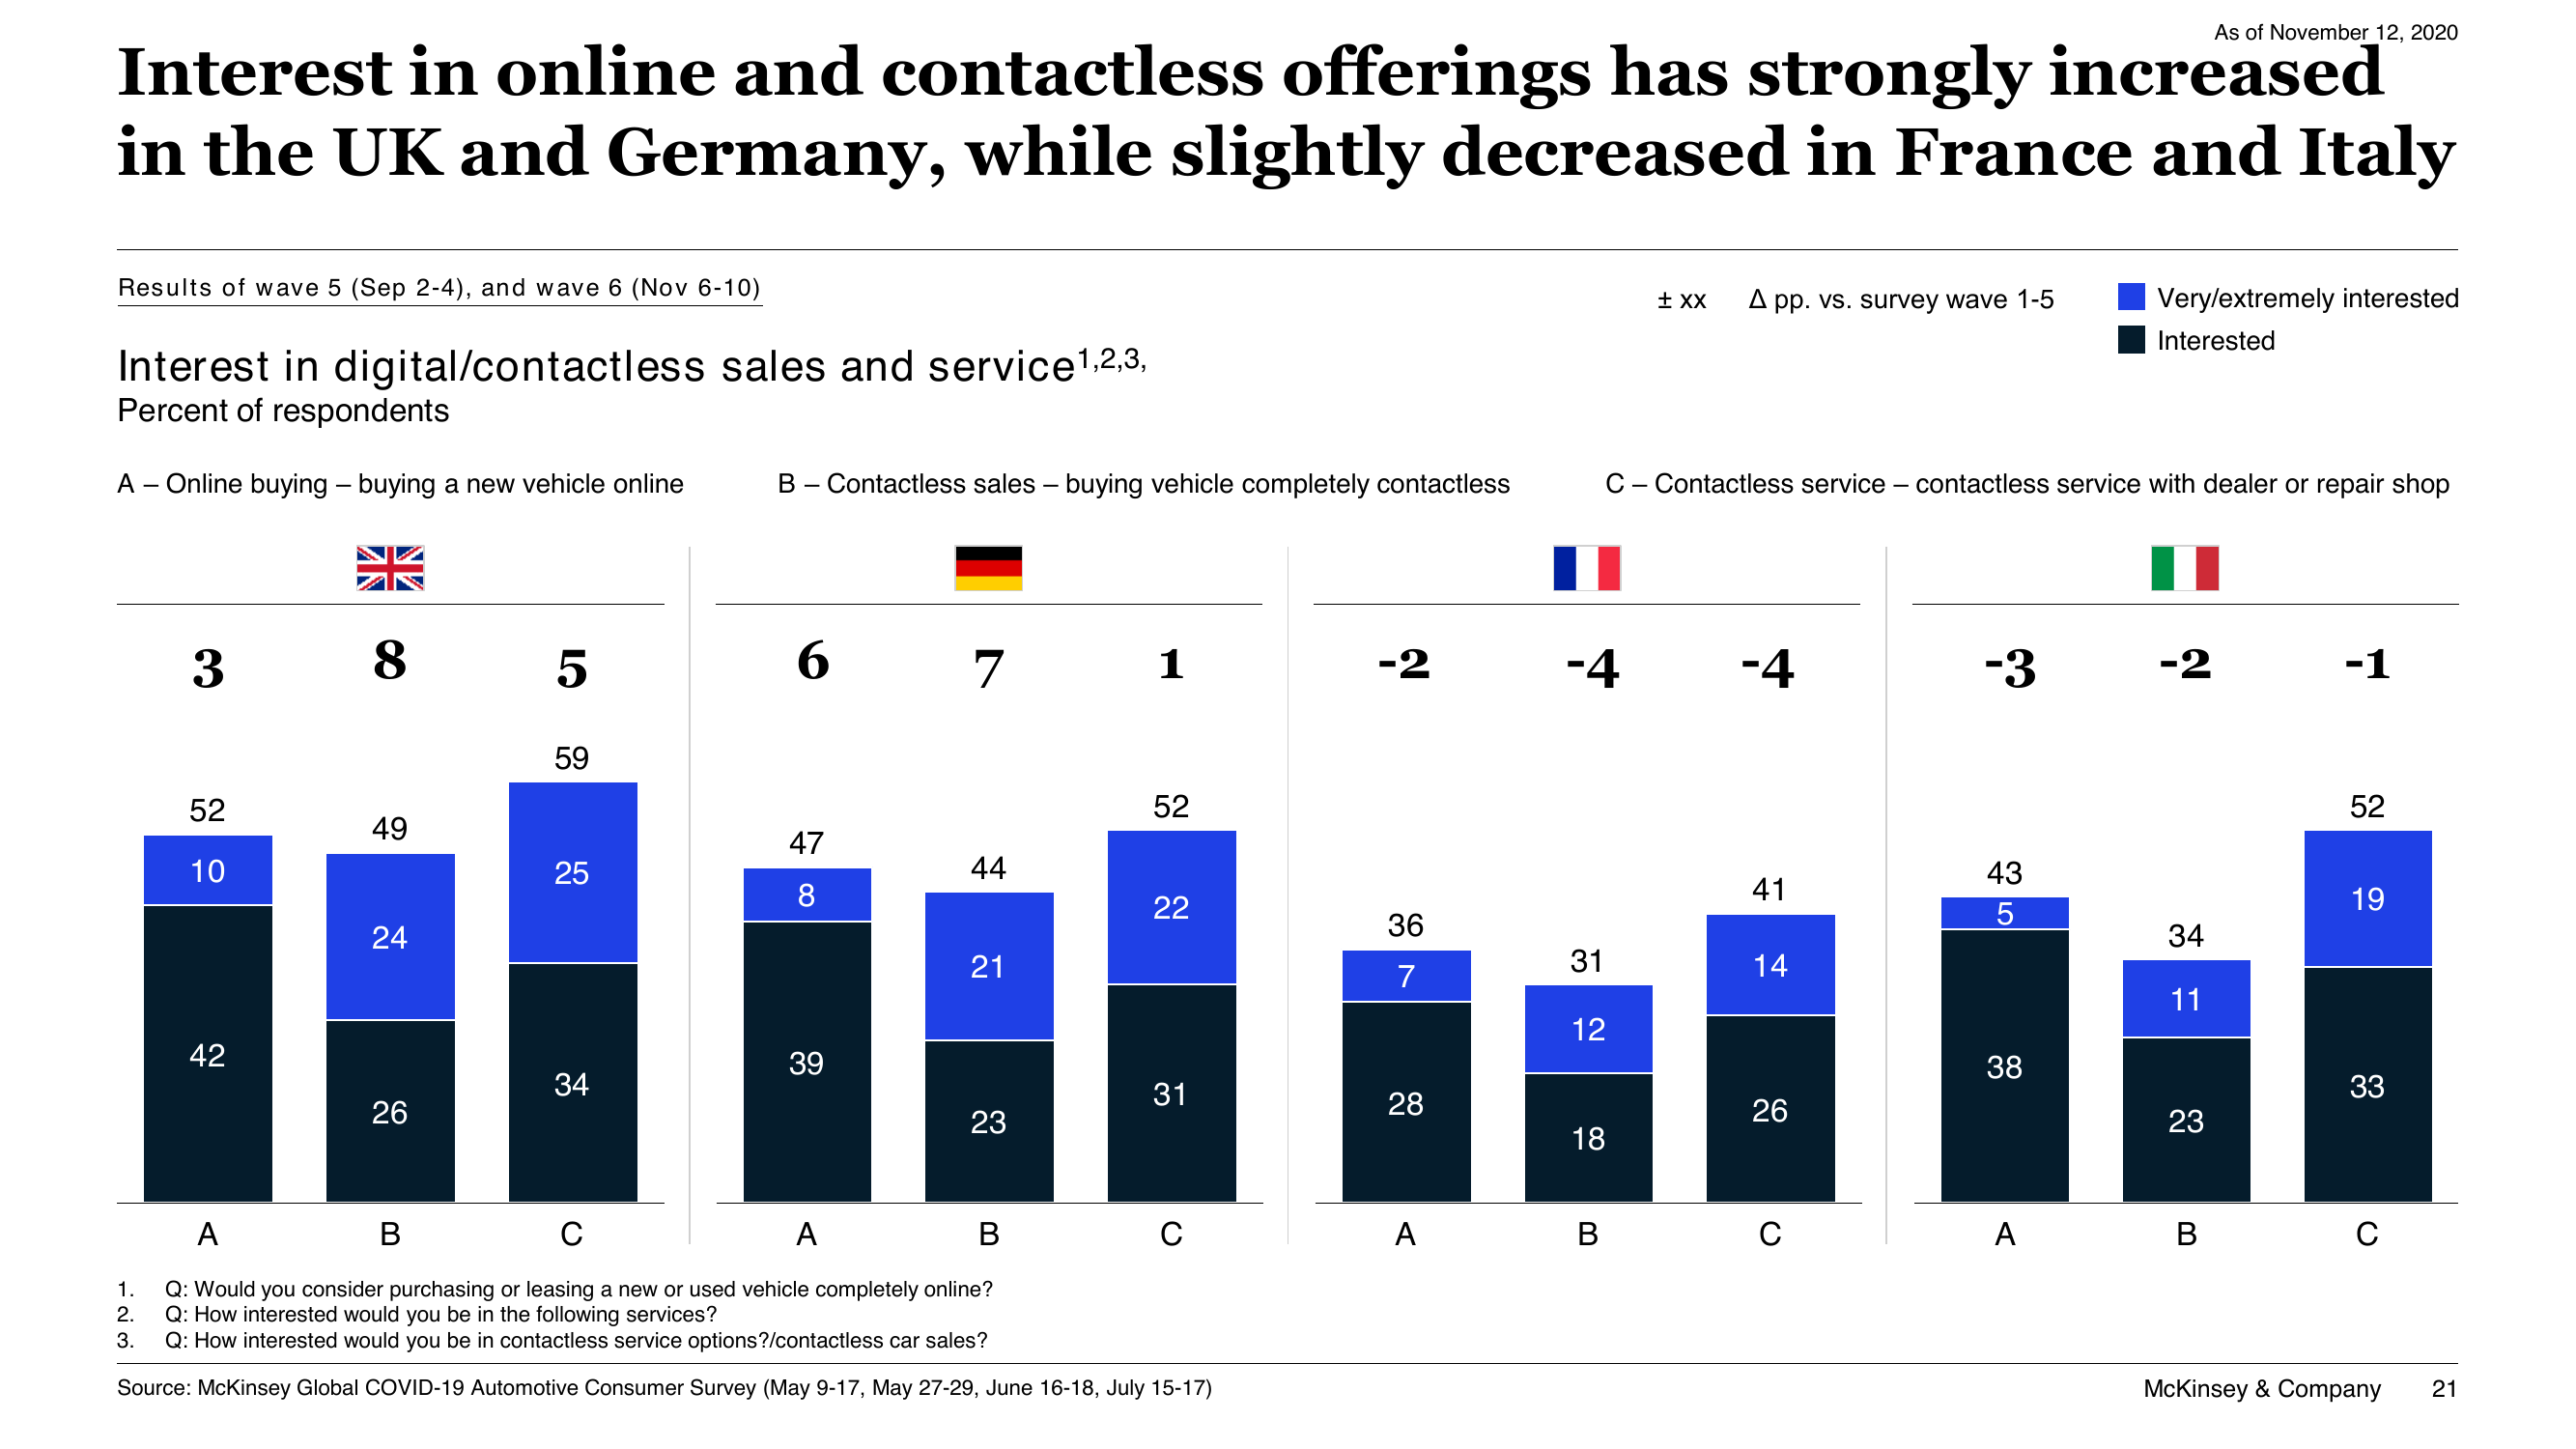 As of November 12, 2020
Interest in online and contactless offerings has strongly increased
in the UK and Germany, while slightly decreased in France and Italy
Results of wave 5 (Sep 2-4), and wave 6 (Nov 6-10)
± xx Δ pp. vs. survey wave 1-5
Very/extremely interested
Interested
Interest in digital/contactless sales and service1,2,3,
Percent of respondents
A – Online buying – buying a new vehicle online
B – Contactless sales – buying vehicle completely contactless
C – Contactless service – contactless service with dealer or repair shop
3 8 5
52 49 59
10 24 25
42 26 34
A B C
6 7 1
47 44 52
8 21 22
39 23 31
A B C
-2 -4 -4
36 31 41
7 12 14
28 18 26
A B C
-3 -2 -1
43 34 52
5 11 19
38 23 33
A B C
1. Q: Would you consider purchasing or leasing a new or used vehicle completely online?
2. Q: How interested would you be in the following services?
3. Q: How interested would you be in contactless service options?/contactless car sales?
Source: McKinsey Global COVID-19 Automotive Consumer Survey (May 9-17, May 27-29, June 16-18, July 15-17)
McKinsey & Company 21